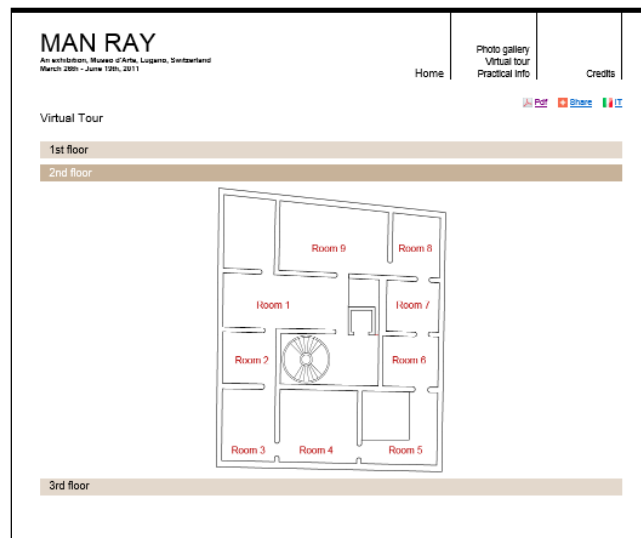 MAN RAY
An exhibition, Museo d'Arte, Lugano, Switzerland
March 26th - June 19th, 2011
Home
Photo gallery
Virtual tour
Practical info
Credits
Pdf
Share
IT
Virtual Tour
1st floor
2nd floor
Room 9
Room 8
Room 1
Room 7
Room 2
Room 6
Room 3
Room 4
Room 5
3rd floor